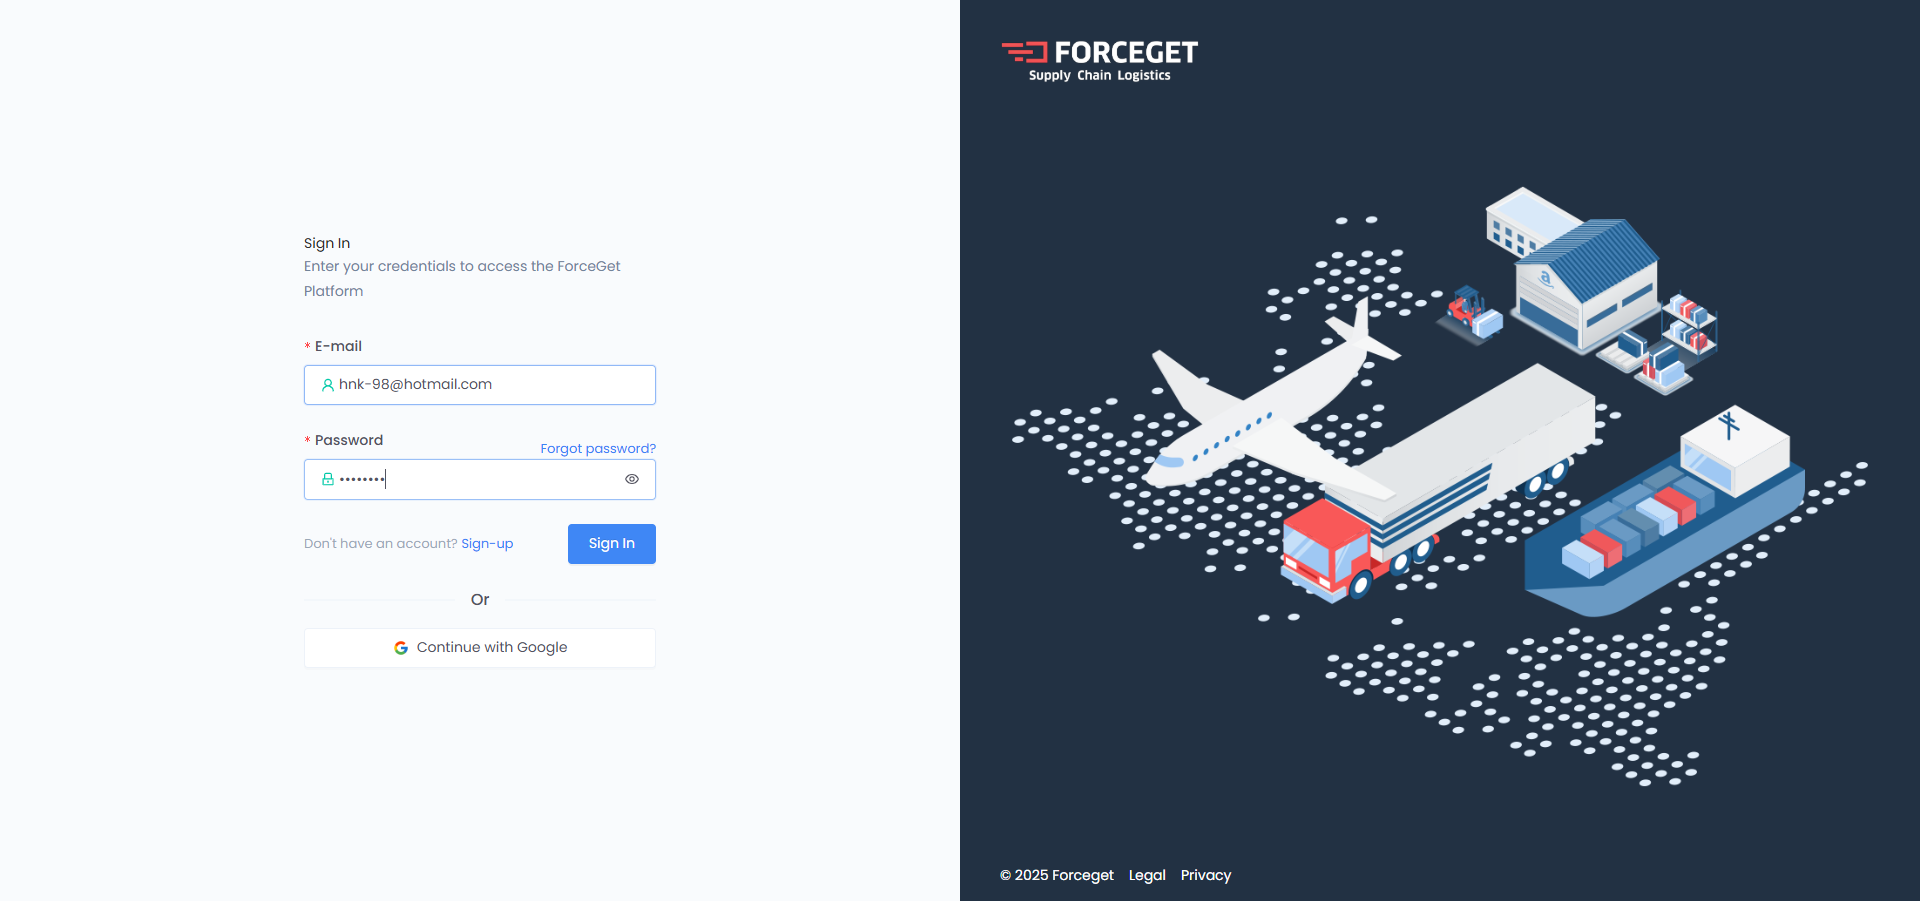 Sign In
Enter your credentials to access the ForceGet
Platform
* E-mail
hnk-98@hotmail.com
* Password
Forgot password?
••••••••
Don't have an account? Sign-up
Sign In
Or
Continue with Google
FORCEGET
Supply Chain Logistics
a
© 2025 Forceget Legal Privacy